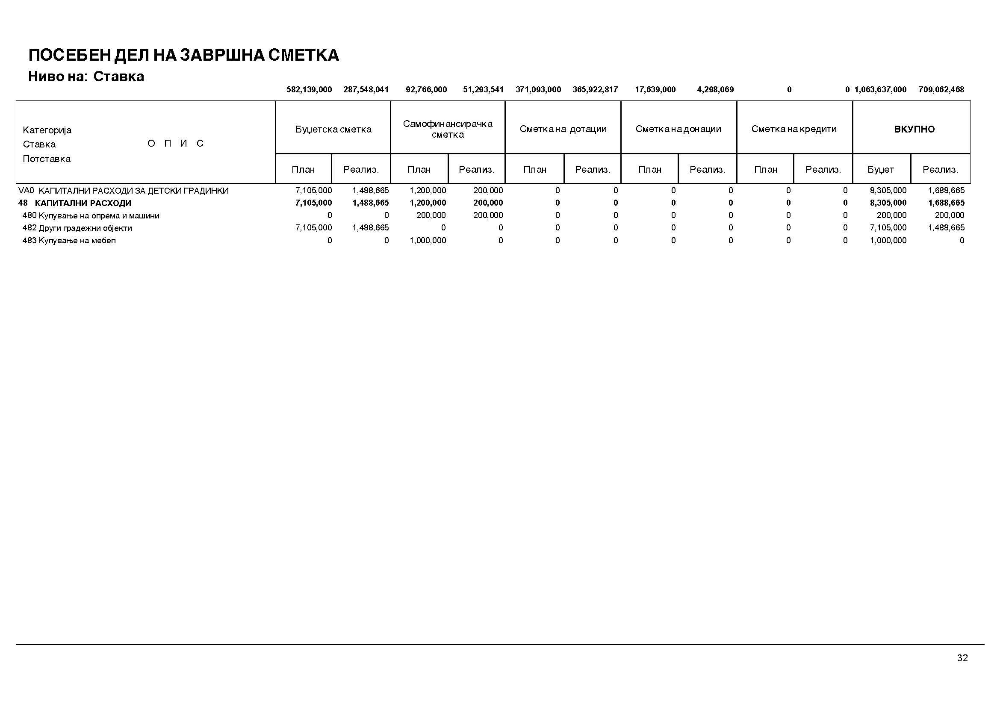 ПОСЕБЕН ДЕЛ НА ЗАВРШНА СМЕТКА
Ниво на: Ставка
582,139,000 287,548,041 92,766,000 51,293,541 371,093,000 365,922,817 17,639,000 4,298,069 0 0 1,063,637,000 709,062,468
Категорија
Ставка
Потставка
О П И С
Буџетска сметка
Самофинансирачка
сметка
Сметка на дотации
Сметка на донации
Сметка на кредити
ВКУПНО
План Реализ. План Реализ. План Реализ. План Реализ. План Реализ. Буџет Реализ.
VA0 КАПИТАЛНИ РАСХОДИ ЗА ДЕТСКИ ГРАДИНКИ 7,105,000 1,488,665 1,200,000 200,000 0 0 0 0 0 0 8,305,000 1,688,665
48 КАПИТАЛНИ РАСХОДИ 7,105,000 1,488,665 1,200,000 200,000 0 0 0 0 0 0 8,305,000 1,688,665
480 Купување на опрема и машини 0 0 200,000 200,000 0 0 0 0 0 0 200,000 200,000
482 Други градежни објекти 7,105,000 1,488,665 0 0 0 0 0 0 0 0 7,105,000 1,488,665
483 Купување на мебел 0 0 1,000,000 0 0 0 0 0 0 0 1,000,000 0
32